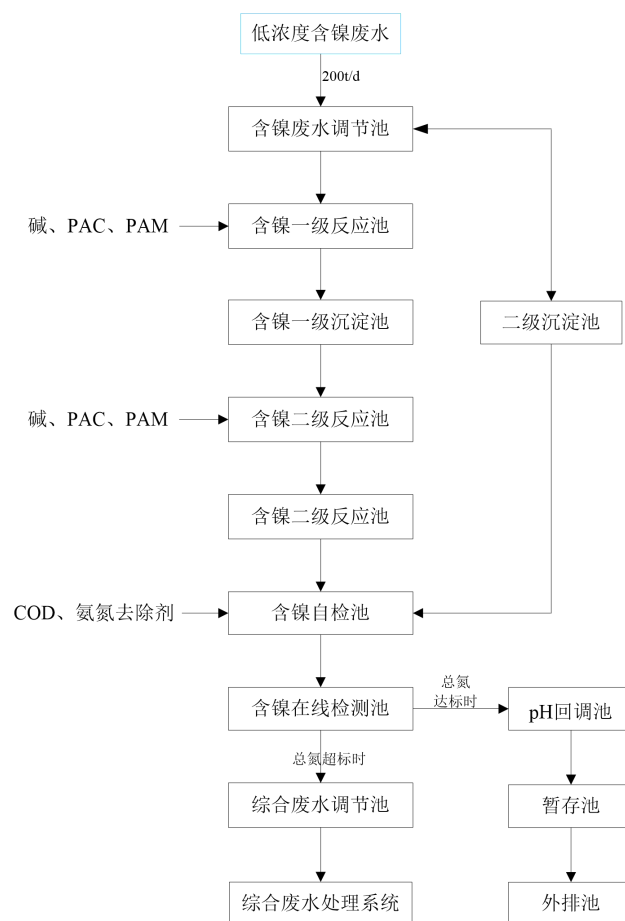 低浓度含镍废水
200t/d
含镍废水调节池
碱、PAC、PAM
含镍一级反应池
含镍一级沉淀池
二级沉淀池
碱、PAC、PAM
含镍二级反应池
含镍二级反应池
COD、氨氮去除剂
含镍自检池
含镍在线检测池
总氮
达标时
pH回调池
总氮超标时
综合废水调节池
暂存池
综合废水处理系统
外排池